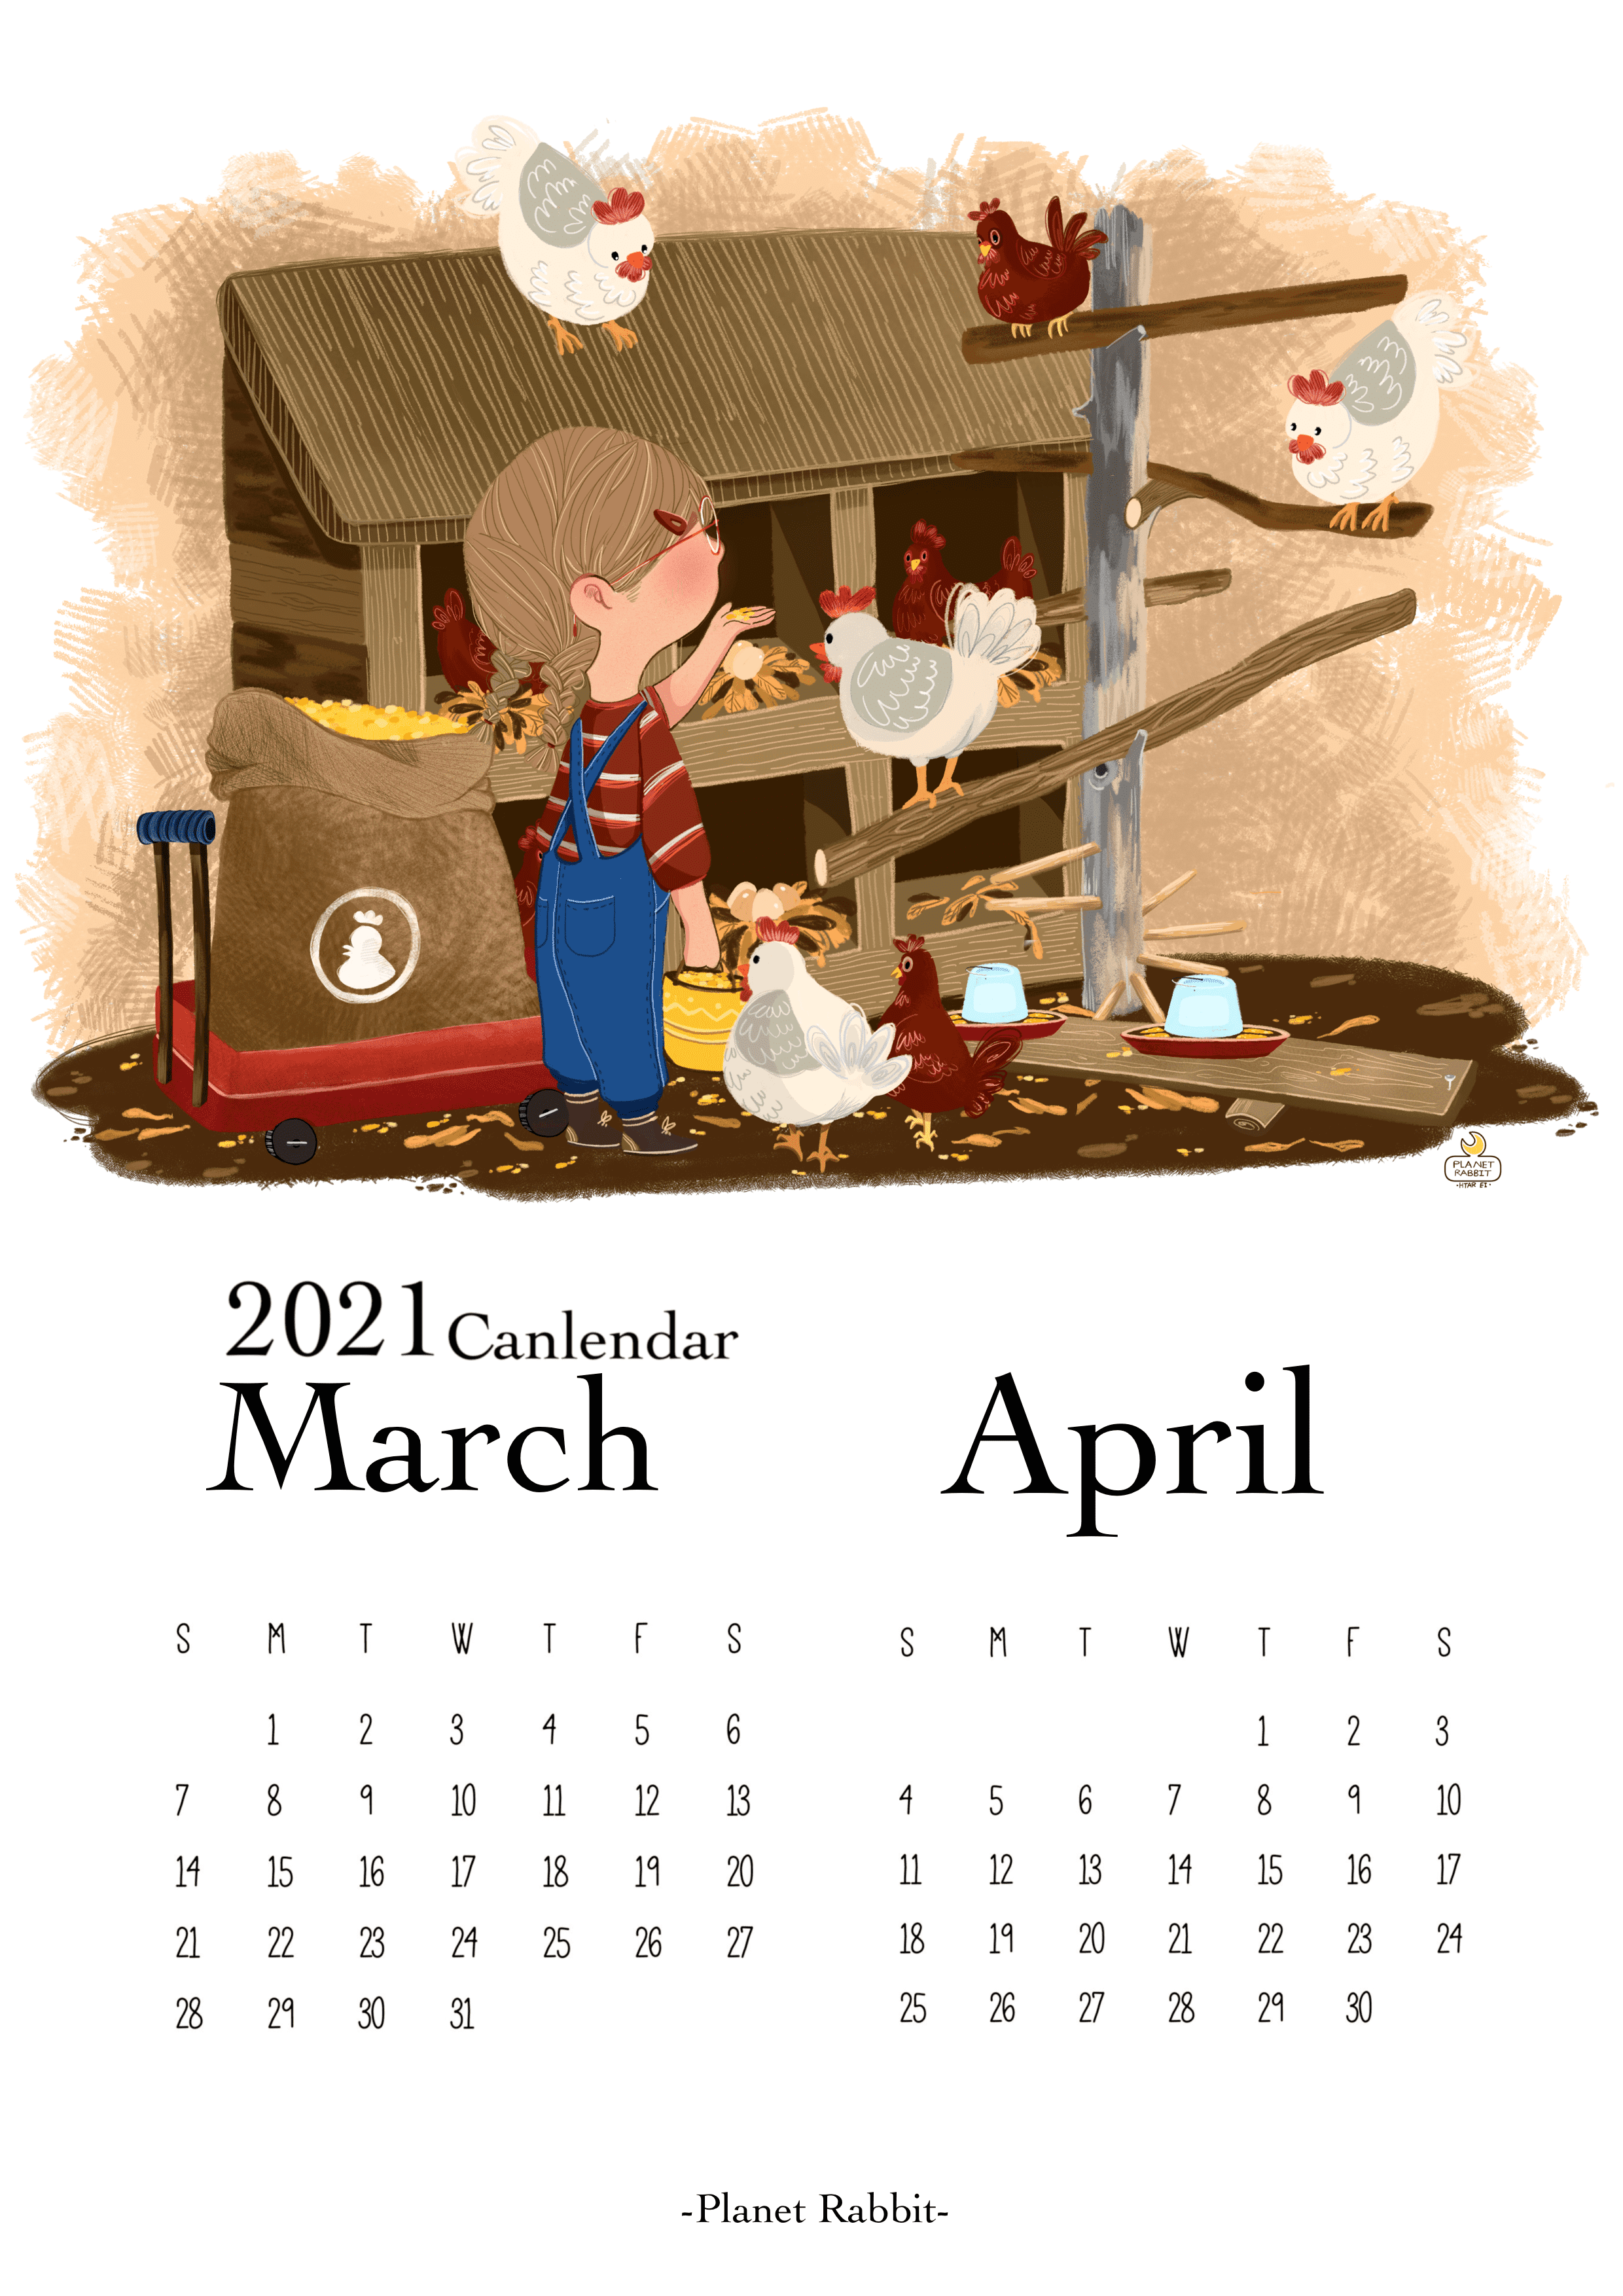 PLANET
RABBIT
·HTAR EI·
2021 Canlendar
March
April
S M T W T F S
1 2 3 4 5 6
7 8 9 10 11 12 13
14 15 16 17 18 19 20
21 22 23 24 25 26 27
28 29 30 31
S M T W T F S
1 2 3
4 5 6 7 8 9 10
11 12 13 14 15 16 17
18 19 20 21 22 23 24
25 26 27 28 29 30
-Planet Rabbit-